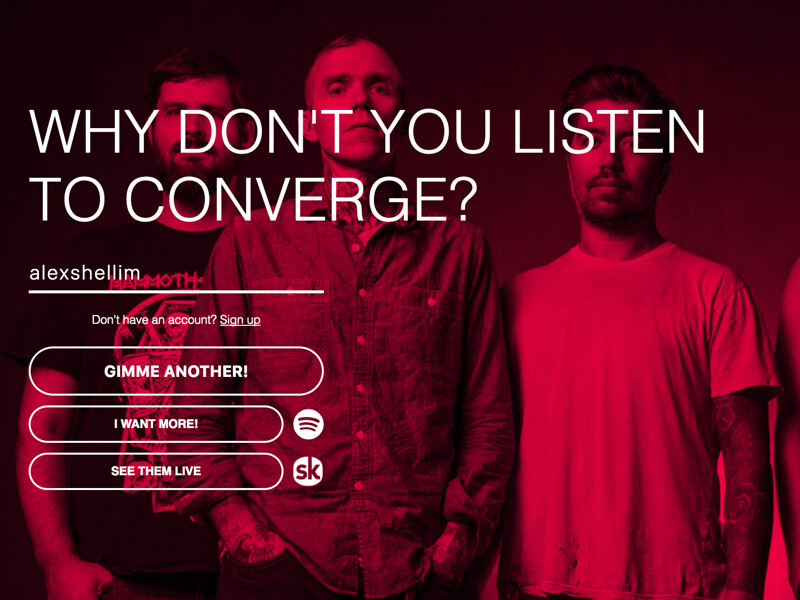 WHY DON'T YOU LISTEN
TO CONVERGE?
alexshellim
MAMMOTH
Don't have an account? Sign up
GIMME ANOTHER!
I WANT MORE!
SEE THEM LIVE
sk